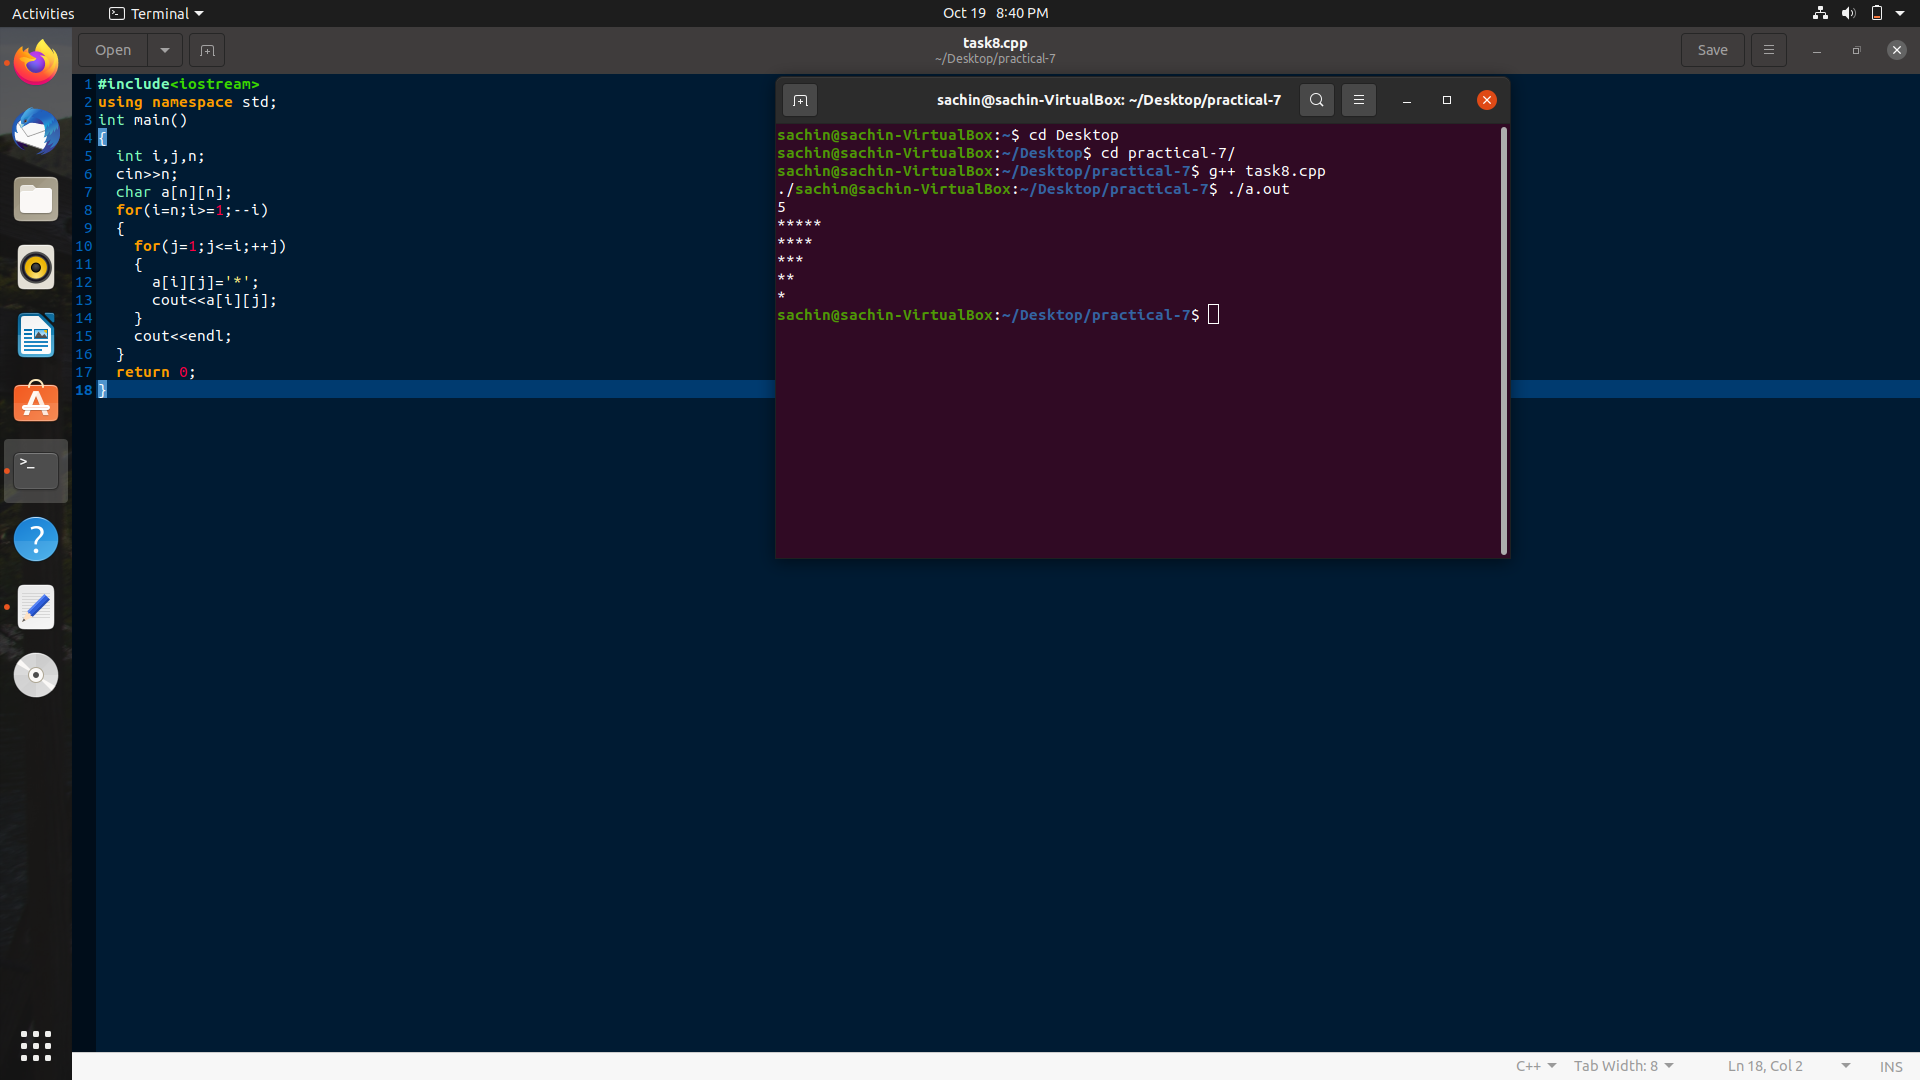 Activities
Terminal
Oct 19 8:40 PM
Open
task8.cpp
~/Desktop/practical-7
Save
1 #include<iostream>
2 using namespace std;
3 int main()
4 {
5   int i,j,n;
6   cin>>n;
7   char a[n][n];
8   for(i=n;i>=1;--i)
9   {
10     for(j=1;j<=i;++j)
11     {
12       a[i][j]='*';
13       cout<<a[i][j];
14     }
15     cout<<endl;
16   }
17   return 0;
18 }
sachin@sachin-VirtualBox: ~/Desktop/practical-7
sachin@sachin-VirtualBox:~$ cd Desktop
sachin@sachin-VirtualBox:~/Desktop$ cd practical-7/
sachin@sachin-VirtualBox:~/Desktop/practical-7$ g++ task8.cpp
./sachin@sachin-VirtualBox:~/Desktop/practical-7$ ./a.out
5
*****
****
***
**
*
sachin@sachin-VirtualBox:~/Desktop/practical-7$
C++
Tab Width: 8
Ln 18, Col 2
INS